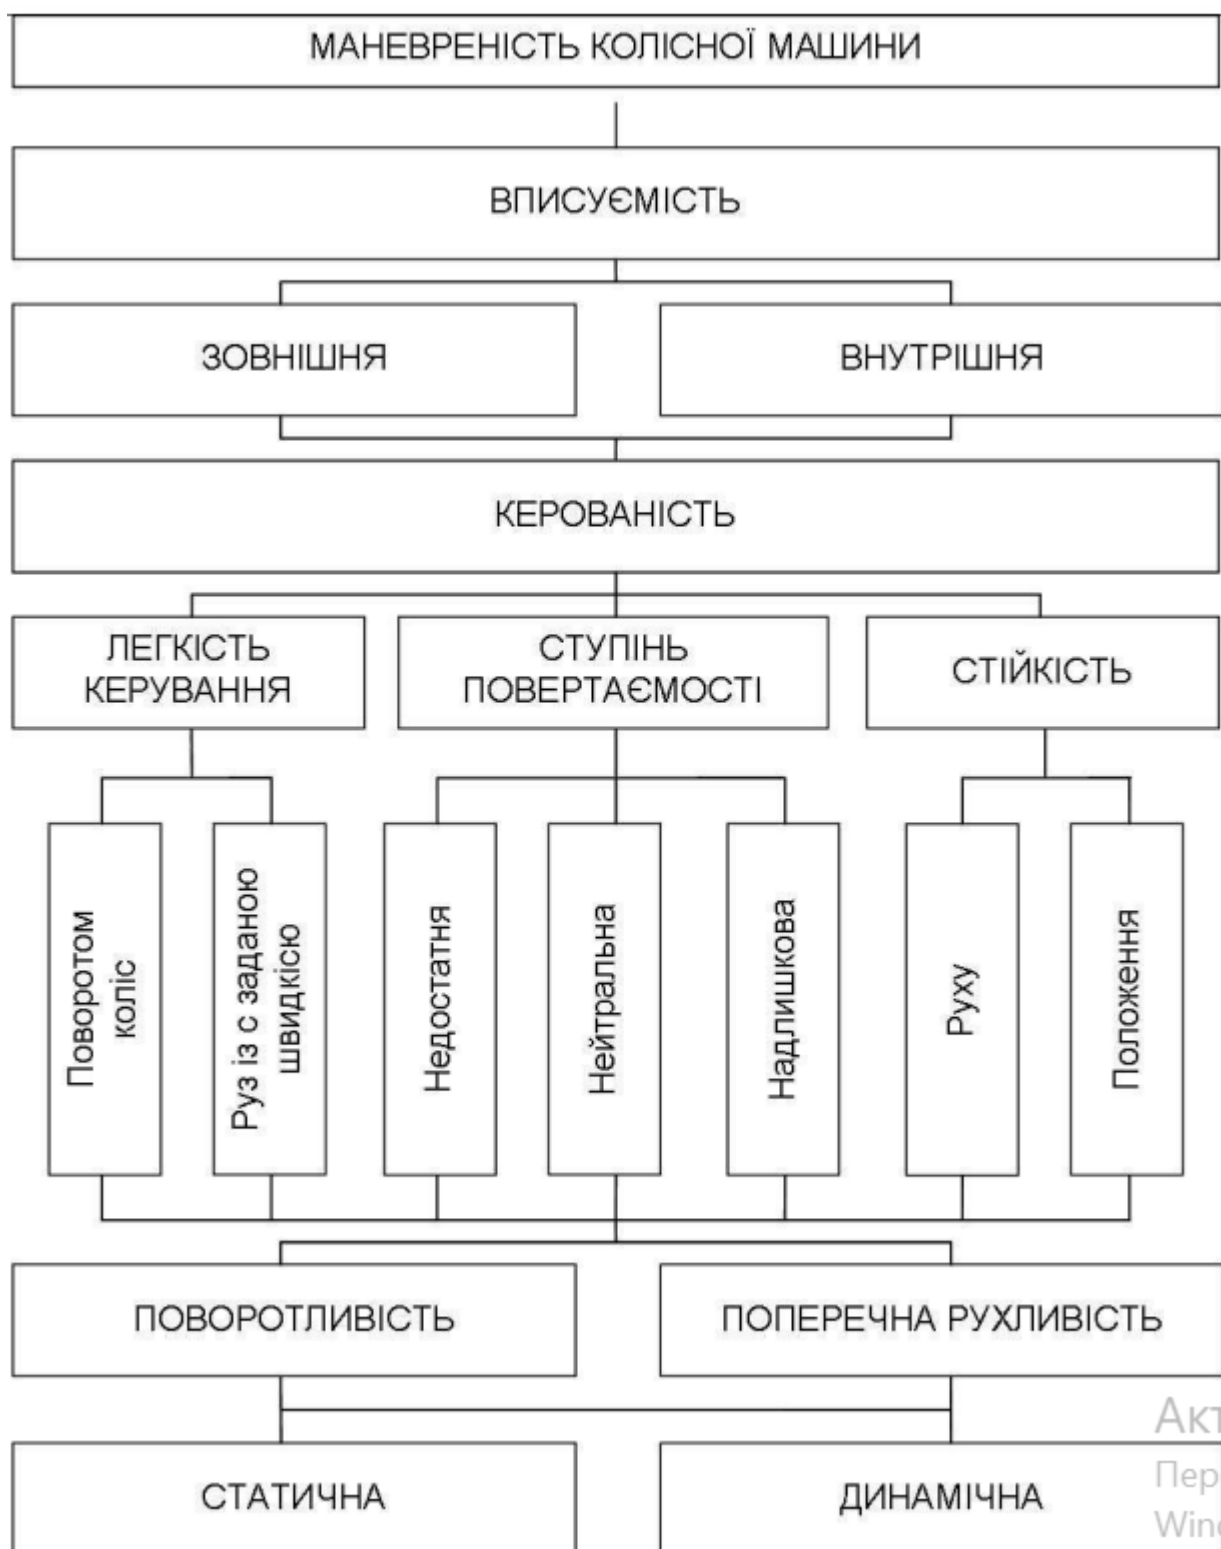 МАНЕВРЕНІСТЬ КОЛІСНОЇ МАШИНИ
ВПИСУЄМІСТЬ
ЗОВНІШНЯ
ВНУТРІШНЯ
КЕРОВАНІСТЬ
ЛЕГКІСТЬ
КЕРУВАННЯ
СТУПІНЬ
ПОВЕРТАЄМОСТІ
СТІЙКІСТЬ
Поворотом
коліс
Руз із с заданою
швидкісю
Недостатня
Нейтральна
Надлишкова
Руху
Положення
ПОВОРОТЛИВІСТЬ
ПОПЕРЕЧНА РУХЛИВІСТЬ
СТАТИЧНА
ДИНАМІЧНА